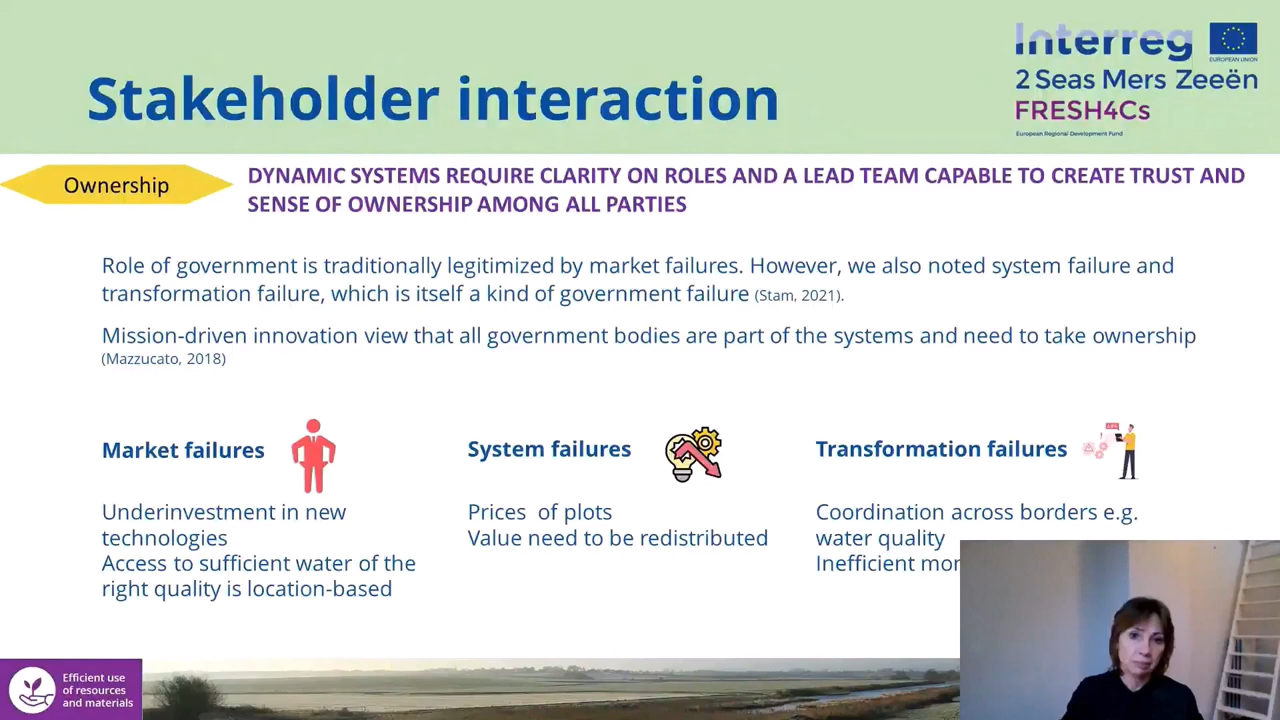 Stakeholder interaction
Interreg
EUROPEAN UNION
2 Seas Mers Zeeën
FRESH4Cs
European Regional Development Fund
Ownership
DYNAMIC SYSTEMS REQUIRE CLARITY ON ROLES AND A LEAD TEAM CAPABLE TO CREATE TRUST AND
SENSE OF OWNERSHIP AMONG ALL PARTIES
Role of government is traditionally legitimized by market failures. However, we also noted system failure and
transformation failure, which is itself a kind of government failure (Stam, 2021).
Mission-driven innovation view that all government bodies are part of the systems and need to take ownership
(Mazzucato, 2018)
Market failures
Underinvestment in new
technologies
Access to sufficient water of the
right quality is location-based
System failures
Prices of plots
Value need to be redistributed
Transformation failures
Coordination across borders e.g.
water quality
Inefficient
Efficient use
of resources
and materials